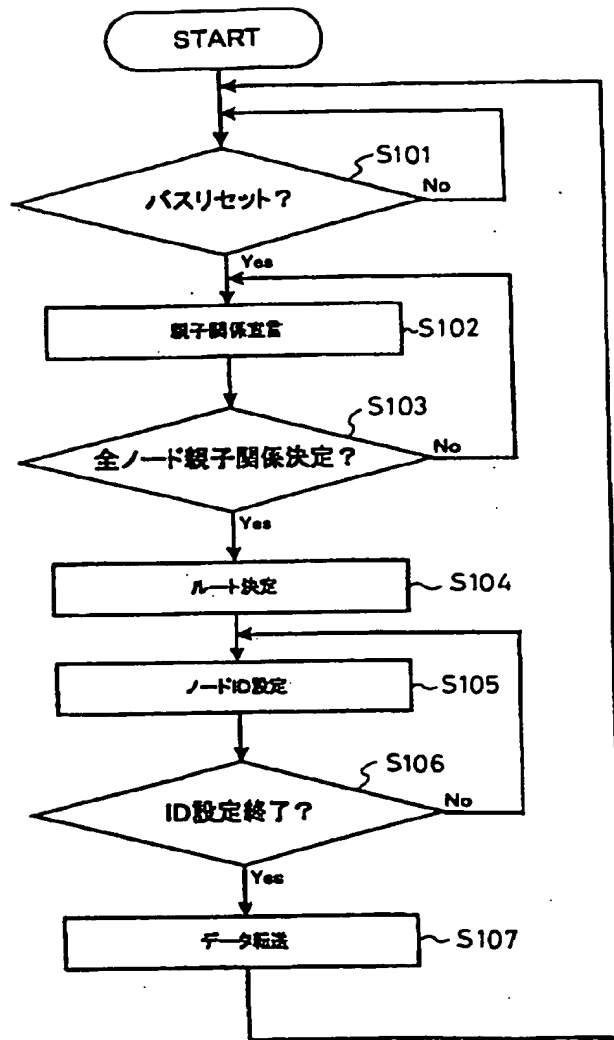 START
S101
バスリセット?
No
Yes
親子関係宣言
S102
S103
全ノード親子関係決定?
No
Yes
ルート決定
S104
ノードID設定
S105
S106
ID設定終了?
No
Yes
データ転送
S107